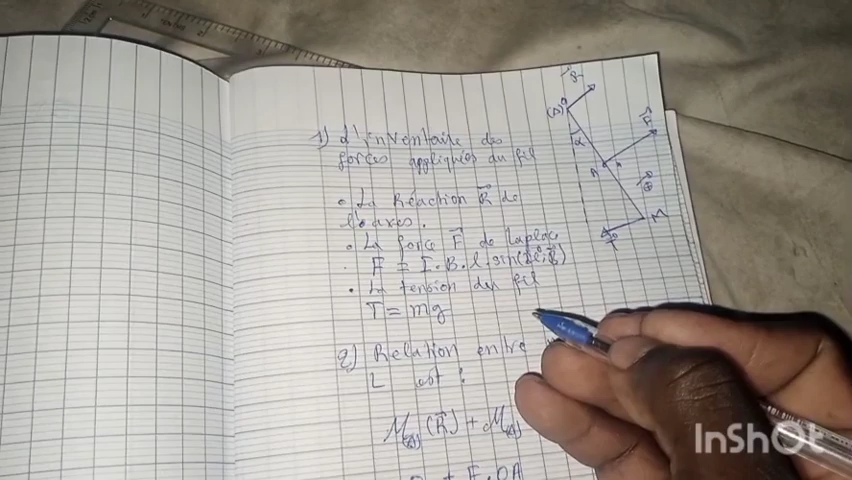 1) L'inventaire des
forces appliquées du fil
• La Réaction R⃗ de
l'axes.
• La force F⃗ de Laplace
F = I.B.l sin(
• La tension du fil
T = mg
2) Relation entre
L est :
M(Δ)(R⃗) + M(Δ)
+ F.OA
(Δ)
α
F⃗
B⃗
M
InShot